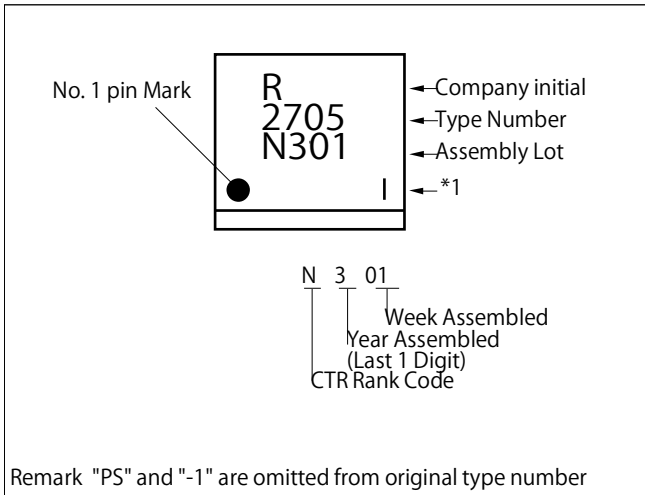 No. 1 pin Mark
R
2705
N301
Company initial
Type Number
Assembly Lot
*1
N 3 01
Week Assembled
Year Assembled
(Last 1 Digit)
CTR Rank Code
Remark "PS" and "-1" are omitted from original type number